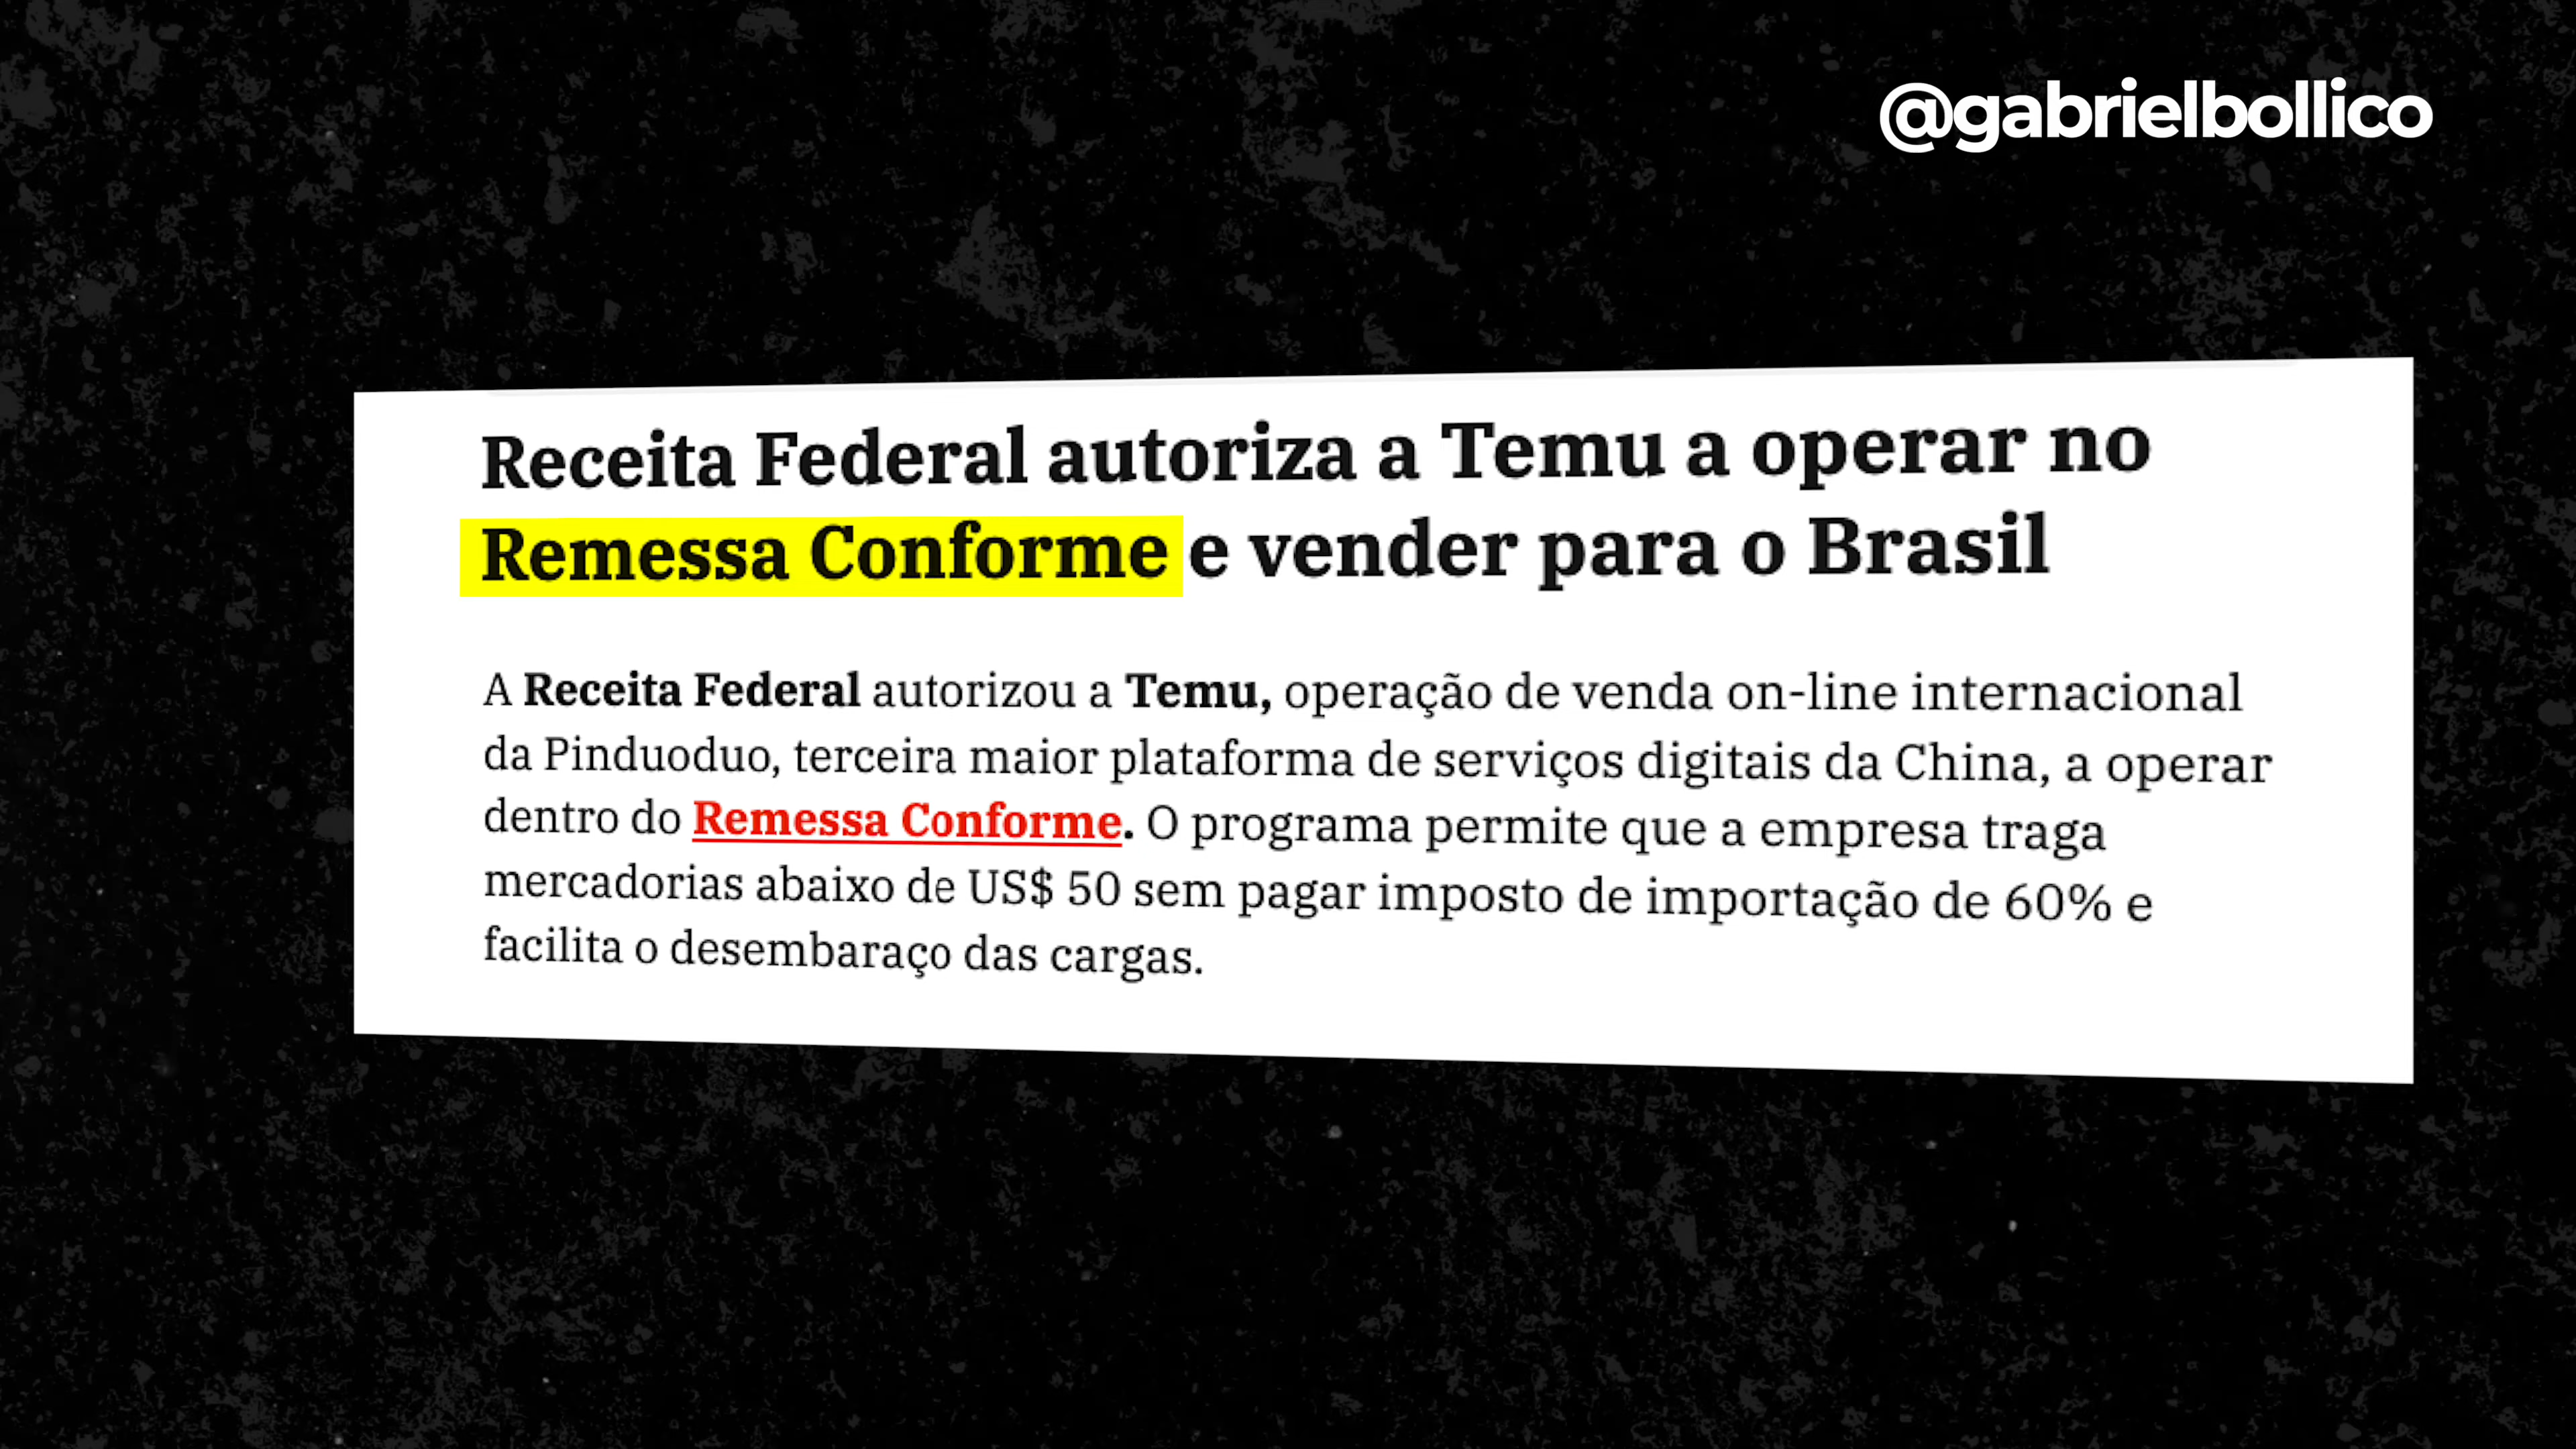 @gabrielbollico
Receita Federal autoriza a Temu a operar no
Remessa Conforme e vender para o Brasil
A Receita Federal autorizou a Temu, operação de venda on-line internacional
da Pinduoduo, terceira maior plataforma de serviços digitais da China, a operar
dentro do Remessa Conforme. O programa permite que a empresa traga
mercadorias abaixo de US$ 50 sem pagar imposto de importação de 60% e
facilita o desembaraço das cargas.